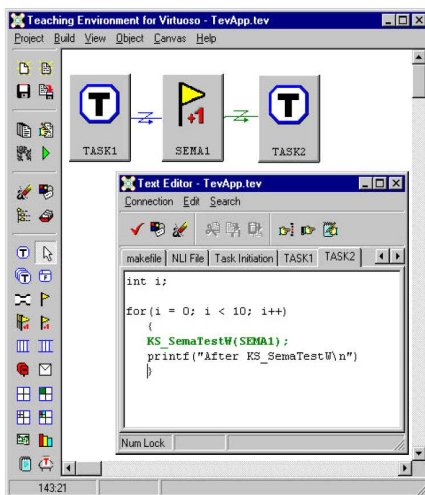 Teaching Environment for Virtuoso - TevApp.tev
Project Build View Object Canvas Help
T
+1
T
TASK1
SEMA1
TASK2
Text Editor - TevApp.tev
Connection Edit Search
makefile NLI File Task Initiation TASK1 TASK2
int i;
for(i = 0; i < 10; i++)
{
KS_SemaTestW(SEMA1);
printf("After KS_SemaTestW\n")
}
Num Lock
143:21